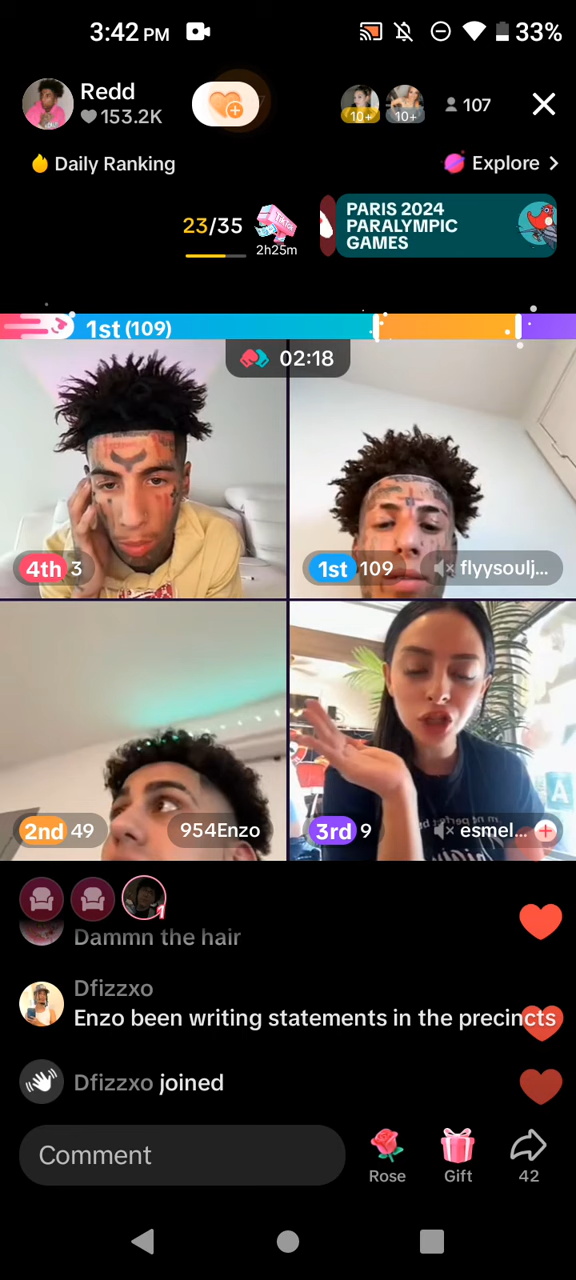 3:42 PM
33%
Redd
153.2K
10+
10+
107
Daily Ranking
Explore
23/35
TikTok
2h25m
PARIS 2024
PARALYMPIC
GAMES
1st (109)
02:18
4th 3
1st 109
flyysoulj...
2nd 49
954Enzo
3rd 9
esmel...
A
1
Dammn the hair
Dfizzxo
Enzo been writing statements in the precincts
Dfizzxo joined
Comment
Rose
Gift
42